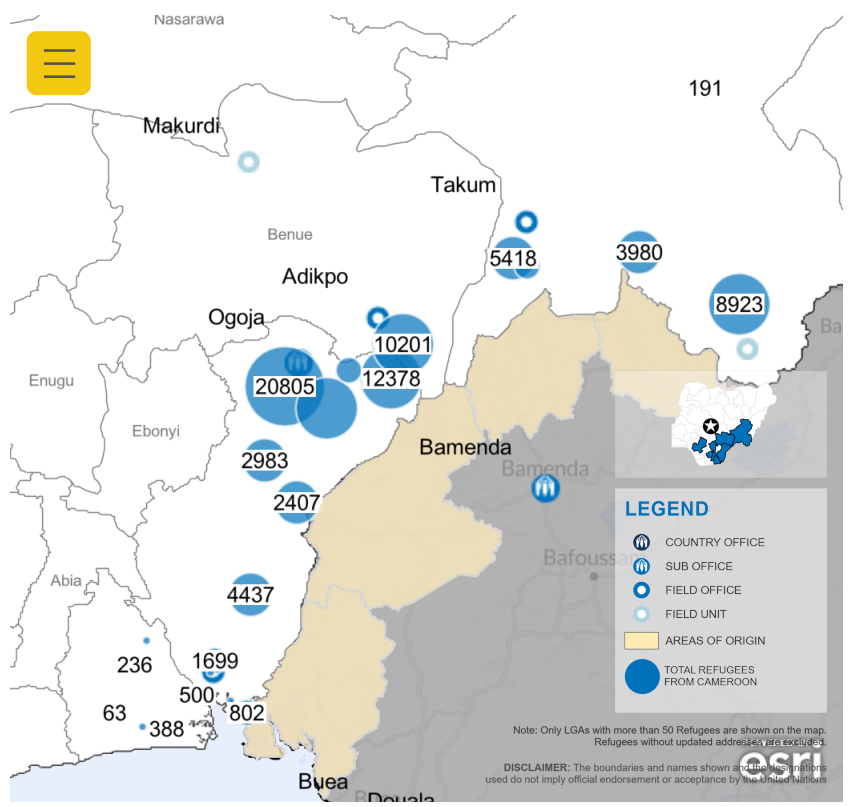 Nasarawa
191
Makurdi
Takum
Benue
5418
3980
Adikpo
8923
Ogoja
10201
Enugu
20805
12378
Ebonyi
Bamenda
2983
Bamenda
2407
LEGEND
COUNTRY OFFICE
SUB OFFICE
Abia
FIELD OFFICE
4437
FIELD UNIT
AREAS OF ORIGIN
236
1699
TOTAL REFUGEES
FROM CAMEROON
500
63
388
802
Note: Only LGAs with more than 50 Refugees are shown on the map.
Refugees without updated addresses are excluded.
esri
DISCLAIMER: The boundaries and names shown and the designations
used do not imply official endorsement or acceptance by the United Nations
Buea
Douala